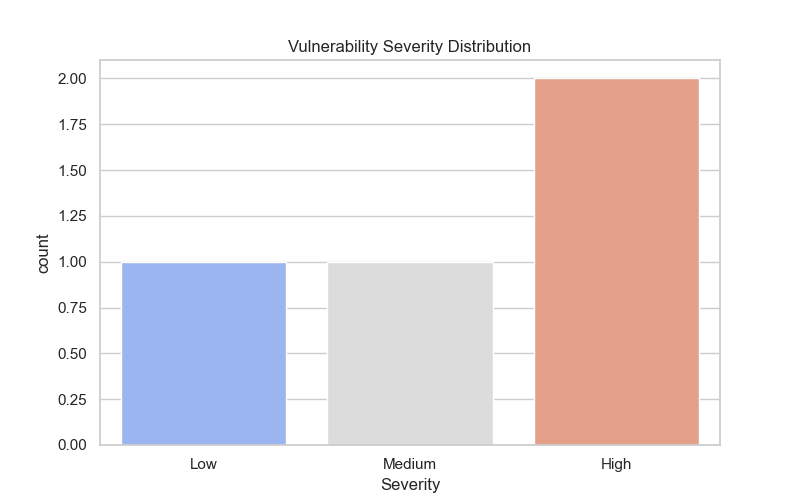 Vulnerability Severity Distribution
2.00
1.75
1.50
1.25
1.00
0.75
0.50
0.25
0.00
count
Low Medium High
Severity